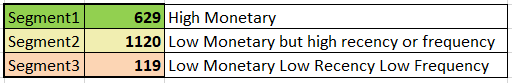 Segment1 629 High Monetary
Segment2 1120 Low Monetary but high recency or frequency
Segment3 119 Low Monetary Low Recency Low Frequency